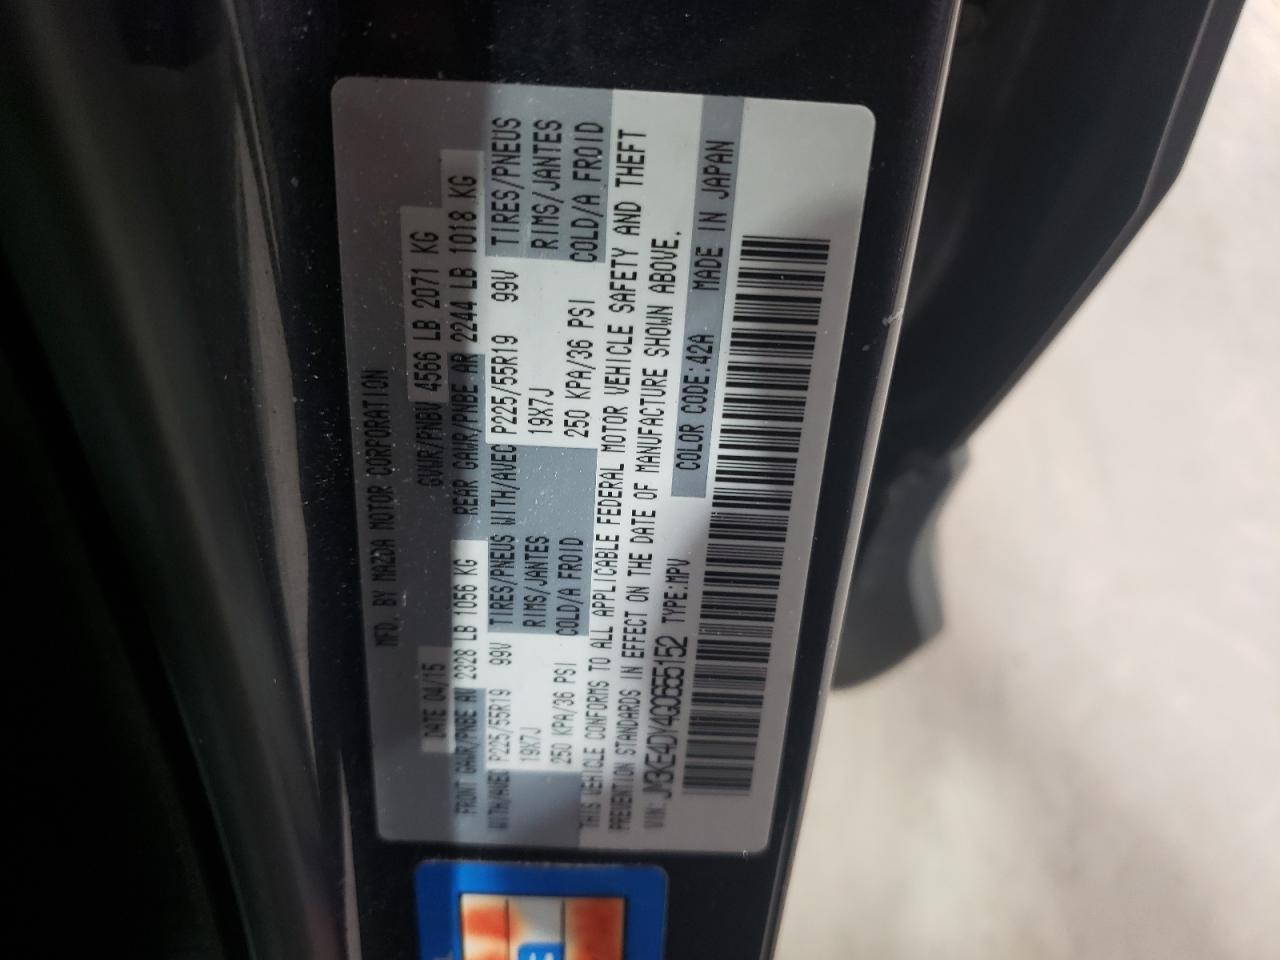 MFD. BY MAZDA MOTOR CORPORATION
DATE 04/15 GVWR/PNBV 4566 LB 2071 KG
FRONT GAWR/PNBE AV 2328 LB 1056 KG REAR GAWR/PNBE AR 2244 LB 1018 KG
WITH/AVEC P225/55R19 99V TIRES/PNEUS WITH/AVEC P225/55R19 99V TIRES/PNEUS
19X7J RIMS/JANTES 19X7J RIMS/JANTES
250 KPA/36 PSI COLD/A FROID 250 KPA/36 PSI COLD/A FROID
THIS VEHICLE CONFORMS TO ALL APPLICABLE FEDERAL MOTOR VEHICLE SAFETY AND THEFT
PREVENTION STANDARDS IN EFFECT ON THE DATE OF MANUFACTURE SHOWN ABOVE.
VIN: JM3KE4DY4G0655152 TYPE:MPV COLOR CODE:42A MADE IN JAPAN